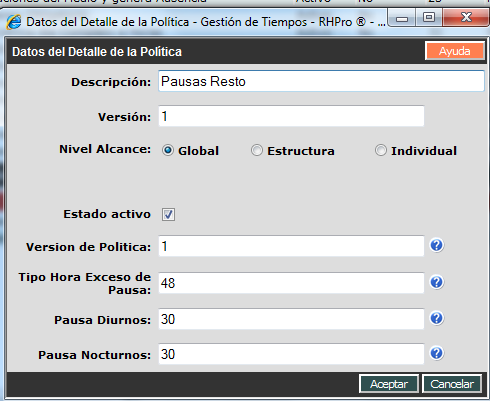 Datos del Detalle de la Política - Gestión de Tiempos - RHPro ® - ...
Datos del Detalle de la Política
Ayuda
Descripción: Pausas Resto
Versión: 1
Nivel Alcance: Global Estructura Individual
Estado activo
Version de Politica: 1
Tipo Hora Exceso de
Pausa: 48
Pausa Diurnos: 30
Pausa Nocturnos: 30
Aceptar Cancelar